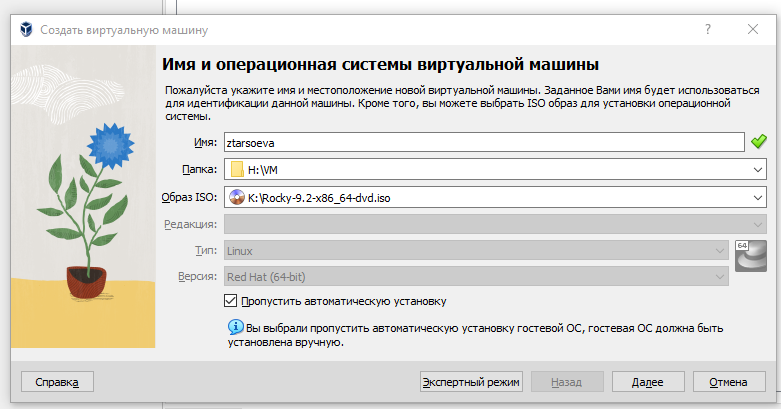 Создать виртуальную машину
Имя и операционная системы виртуальной машины
Пожалуйста укажите имя и местоположение новой виртуальной машины. Заданное Вами имя будет использоваться
для идентификации данной машины. Кроме того, вы можете выбрать ISO образ для установки операционной
системы.
Имя: ztarsoeva
Папка: H:\VM
Образ ISO: K:\Rocky-9.2-x86_64-dvd.iso
Редакция:
Тип: Linux
64
Версия: Red Hat (64-bit)
Пропустить автоматическую установку
Вы выбрали пропустить автоматическую установку гостевой ОС, гостевая ОС должна быть
установлена вручную.
Справка Экспертный режим Назад Далее Отмена